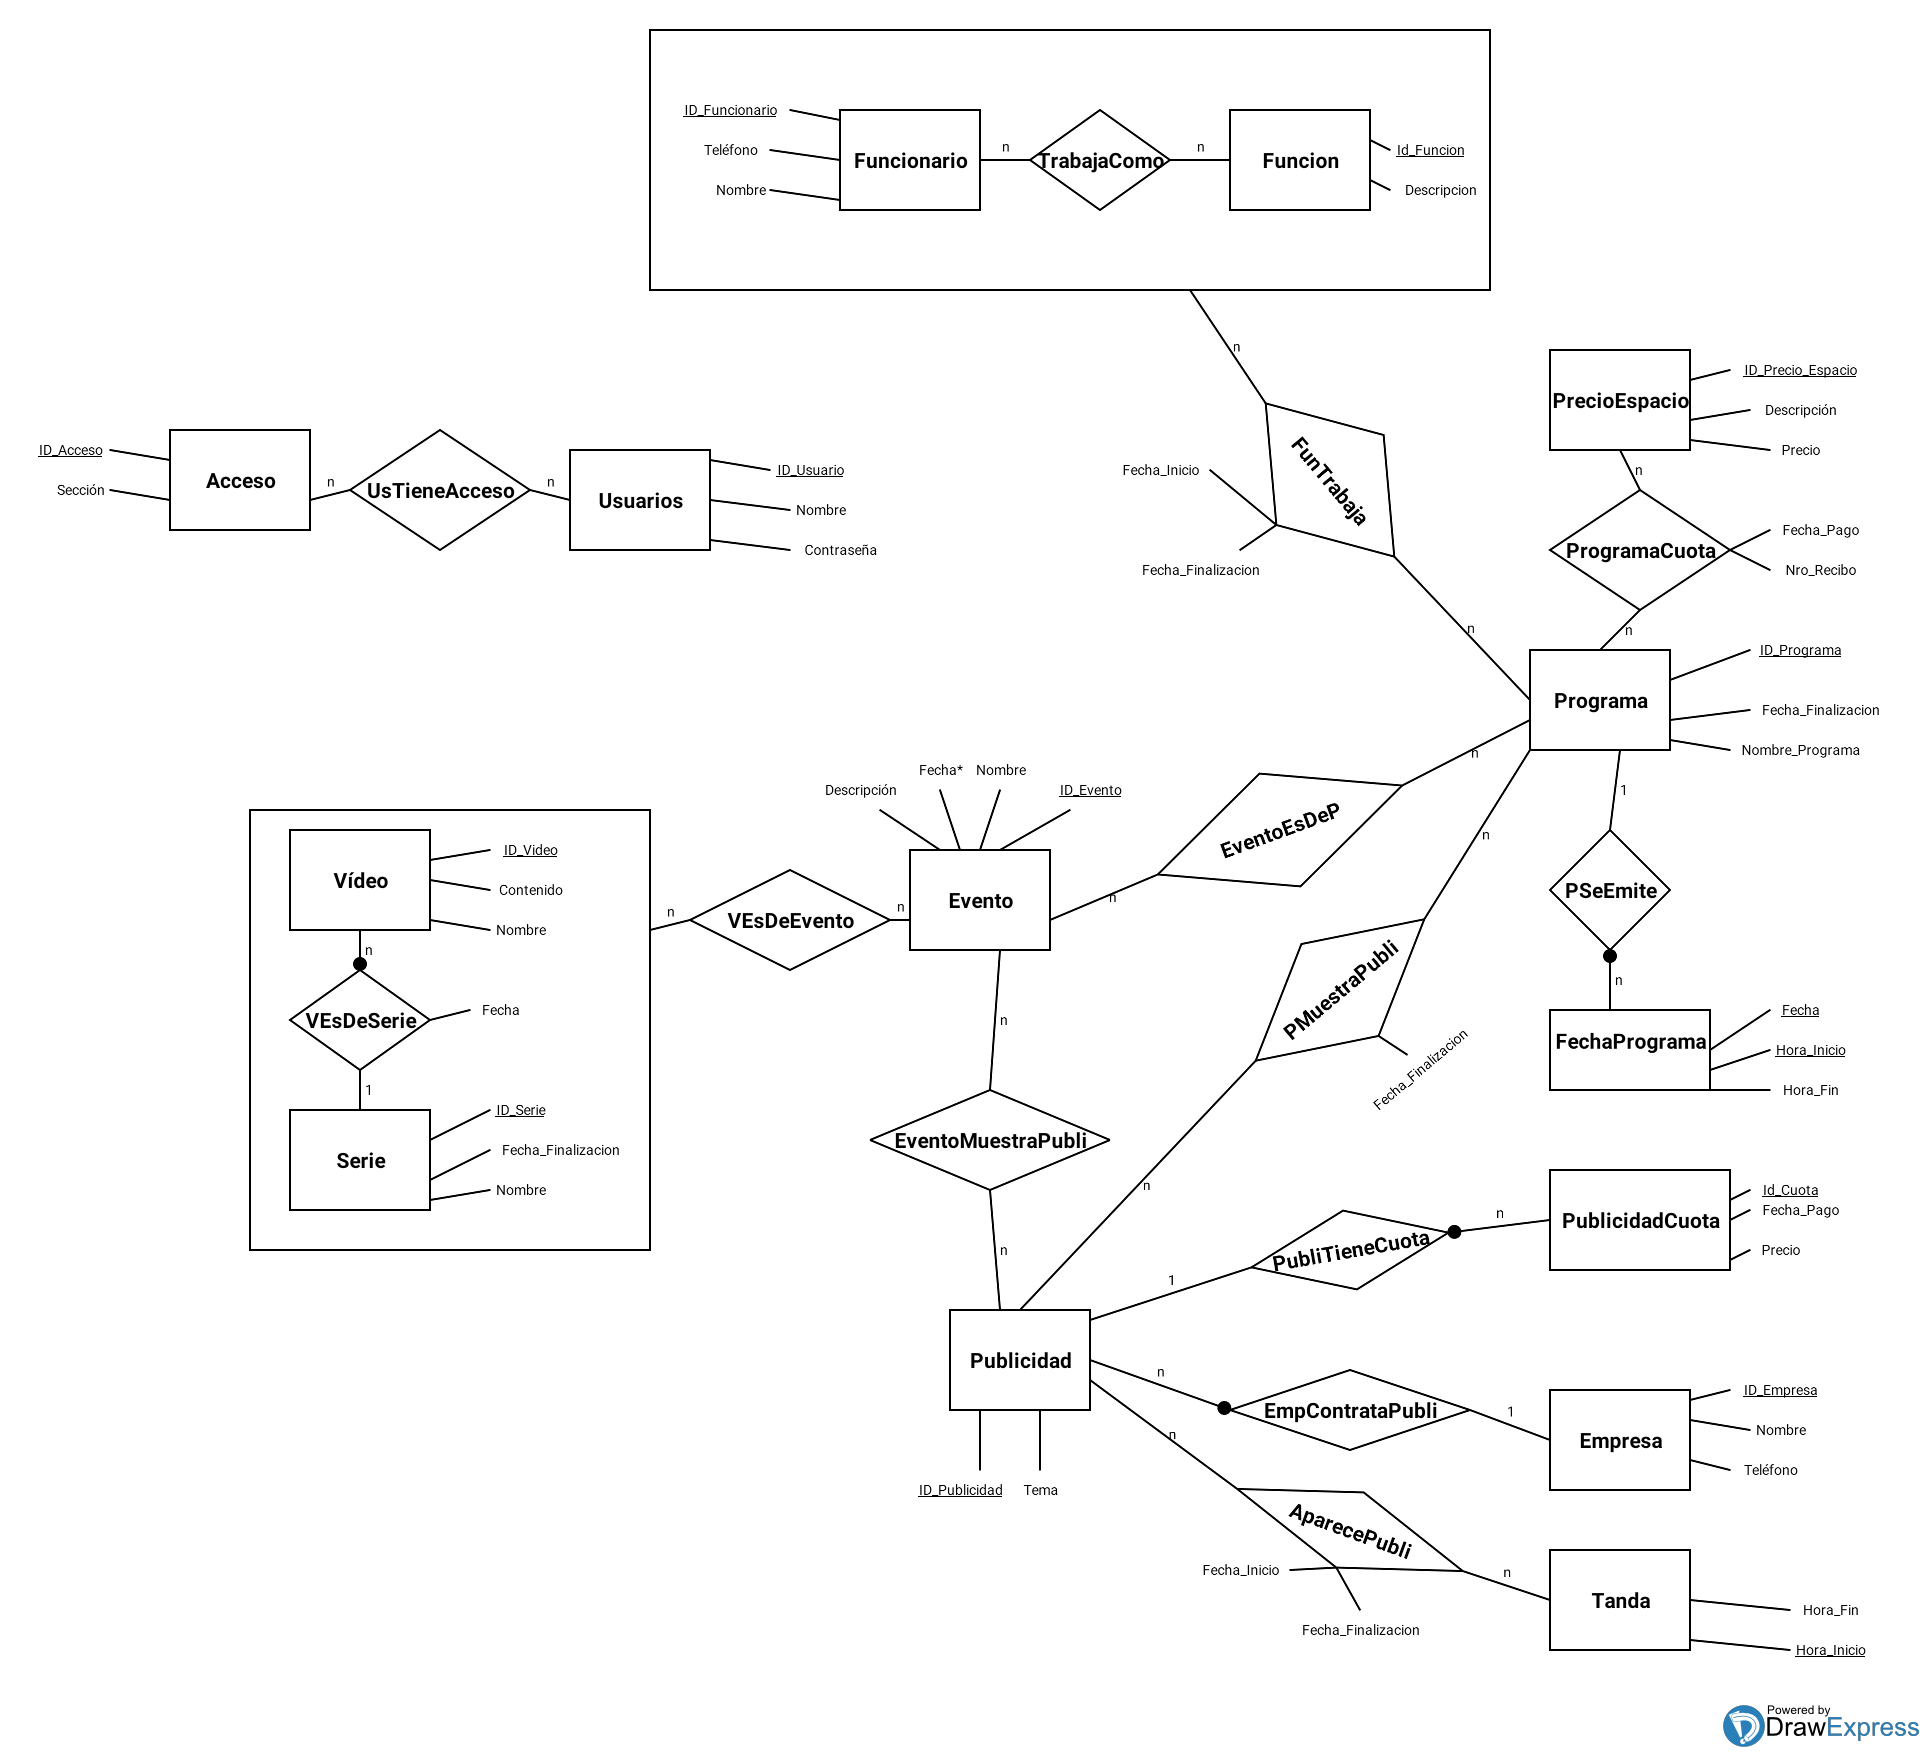 ID_Funcionario
Teléfono
Nombre
Funcionario
n
TrabajaComo
n
Funcion
Id_Funcion
Descripcion
n
FunTrabaja
Fecha_Inicio
Fecha_Finalizacion
n
PrecioEspacio
ID_Precio_Espacio
Descripción
Precio
n
ProgramaCuota
Fecha_Pago
Nro_Recibo
n
ID_Acceso
Sección
Acceso
n
UsTieneAcceso
n
Usuarios
ID_Usuario
Nombre
Contraseña
Programa
ID_Programa
Fecha_Finalizacion
Nombre_Programa
n
EventoEsDeP
n
n
PMuestraPubli
Fecha_Finalizacion
n
1
PSeEmite
n
FechaPrograma
Fecha
Hora_Inicio
Hora_Fin
Descripción
Fecha*
Nombre
ID_Evento
Evento
n
VEsDeEvento
n
Vídeo
ID_Video
Contenido
Nombre
n
VEsDeSerie
Fecha
1
Serie
ID_Serie
Fecha_Finalizacion
Nombre
n
EventoMuestraPubli
n
Publicidad
ID_Publicidad
Tema
1
PubliTieneCuota
n
PublicidadCuota
Id_Cuota
Fecha_Pago
Precio
n
EmpContrataPubli
1
Empresa
ID_Empresa
Nombre
Teléfono
n
AparecePubli
Fecha_Inicio
Fecha_Finalizacion
n
Tanda
Hora_Fin
Hora_Inicio
Powered by
DrawExpress